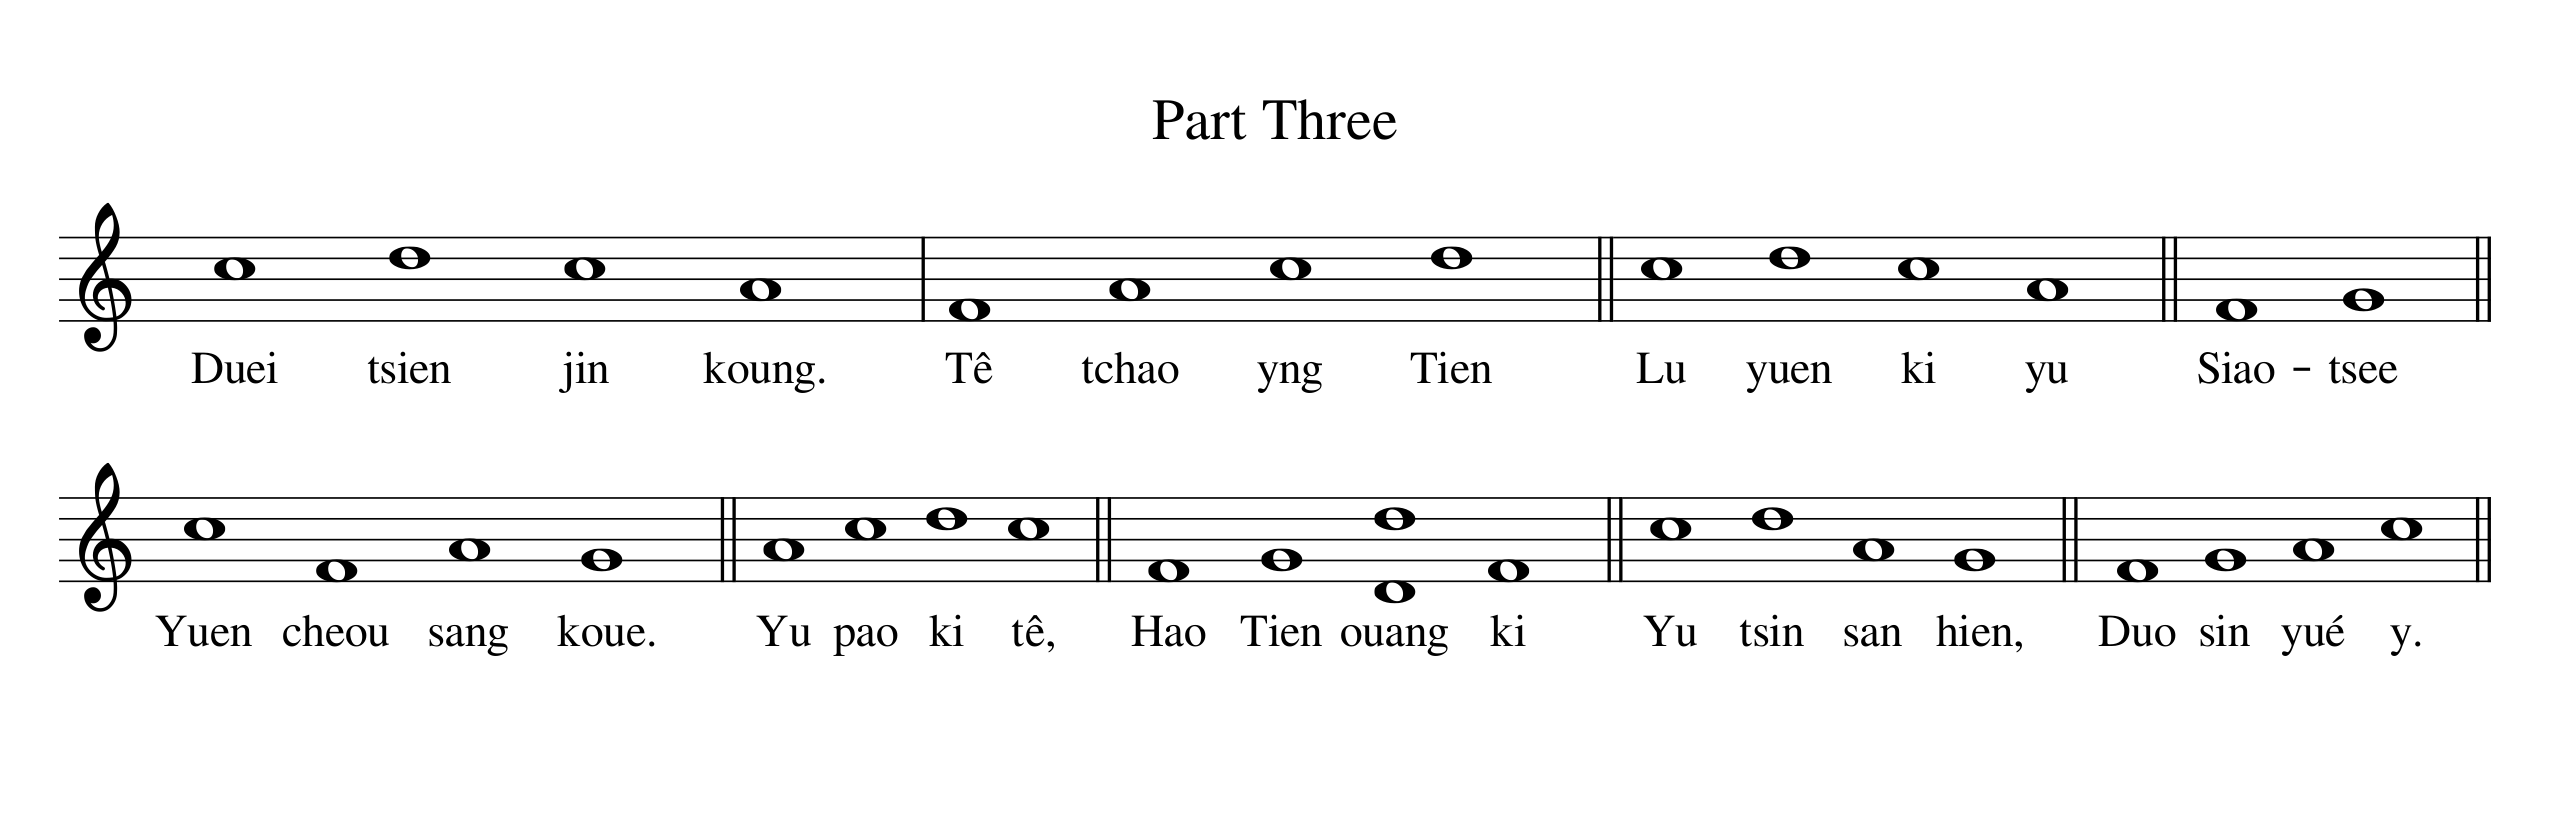 Part Three
Duei tsien jin koung. Tê tchao yng Tien Lu yuen ki yu Siao - tsee
Yuen cheou sang koue. Yu pao ki tê, Hao Tien ouang ki Yu tsin san hien, Duo sin yué y.